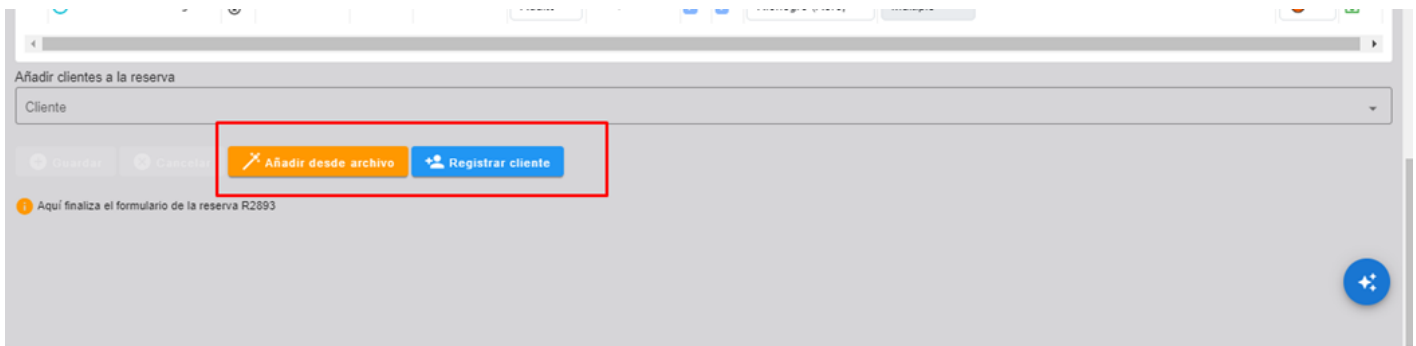 Añadir clientes a la reserva
Cliente
Guardar Cancelar Añadir desde archivo Registrar cliente
Aquí finaliza el formulario de la reserva R2893